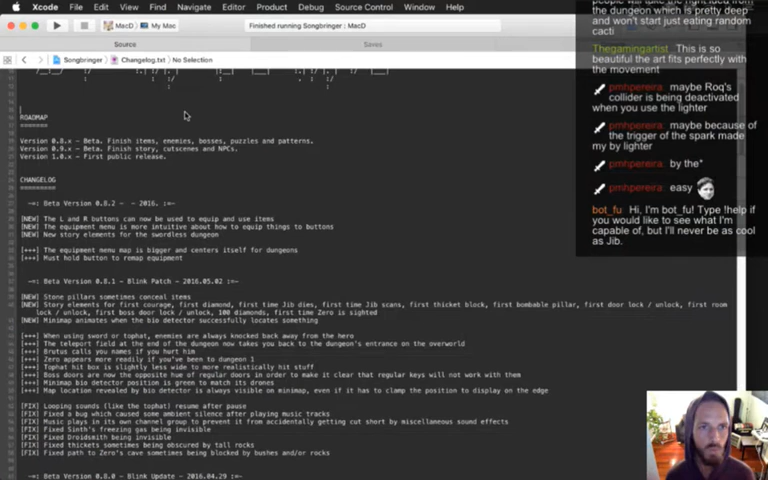 Xcode File Edit View Find Navigate Editor Product Debug Source Control Window Help
MacD My Mac
Finished running Songbringer : MacD
Source
Saved
Songbringer Changelog.txt No Selection
ROADMAP
=======
Version 0.8.x - Beta. Finish items, enemies, bosses, puzzles and patterns.
Version 0.9.x - Beta. Finish story, cutscenes and NPCs.
Version 1.0.x - First public release.
CHANGELOG
=========
-=: Beta Version 0.8.2 - - 2016. :=-
[NEW] The L and R buttons can now be used to equip and use items
[NEW] The equipment menu is more intuitive about how to equip things to buttons
[NEW] New story elements for the swordless dungeon
[+++] The equipment menu map is bigger and centers itself for dungeons
[+++] Must hold button to remap equipment
-=: Beta Version 0.8.1 - Blink Patch - 2016.05.02 :=-
[NEW] Stone pillars sometimes conceal items
[NEW] Story elements for first courage, first diamond, first time Jib dies, first time Jib scans, first thicket block, first bombable pillar, first door lock / unlock, first room
lock / unlock, first boss door lock / unlock, 100 diamonds, first time Zero is sighted
[NEW] Minimap animates when the bio detector successfully locates something
[+++] When using sword or tophat, enemies are always knocked back away from the hero
[+++] The teleport field at the end of the dungeon now takes you back to the dungeon's entrance on the overworld
[+++] Brutus calls you names if you hurt him
[+++] Zero appears more readily if you've been to dungeon 1
[+++] Tophat hit box is slightly less wide to more realistically hit stuff
[+++] Boss doors are now the opposite hue of regular doors in order to make it clear that regular keys will not work with them
[+++] Minimap bio detector position is green to match its drones
[+++] Map location revealed by bio detector is always visible on minimap, even if it has to clamp the position to display on the edge
[FIX] Looping sounds (like the tophat) resume after pause
[FIX] Fixed a bug which caused some ambient silence after playing music tracks
[FIX] Music plays in its own channel group to prevent it from accidentally getting cut short by miscellaneous sound effects
[FIX] Fixed Sinth's freezing gas being invisible
[FIX] Fixed Droidsmith being invisible
[FIX] Fixed thickets sometimes being obscured by tall rocks
[FIX] Fixed path to Zero's cave sometimes being blocked by bushes and/or rocks
-=: Beta Version 0.8.0 - Blink Update - 2016.04.29 :=-
the dungeon which is pretty deep
and won't start just eating random
cacti
Thegamingartist This is so
beautiful the art fits perfectly with
the movement
pmhpereira: maybe Roq's
collider is being deactivated
when you use the lighter
pmhpereira: maybe because of
the trigger of the spark made
my by lighter
pmhpereira: by the*
pmhpereira: easy
bot_fu Hi, I'm bot_fu! Type !help if
you would like to see what I'm
capable of, but I'll never be as cool
as Jib.